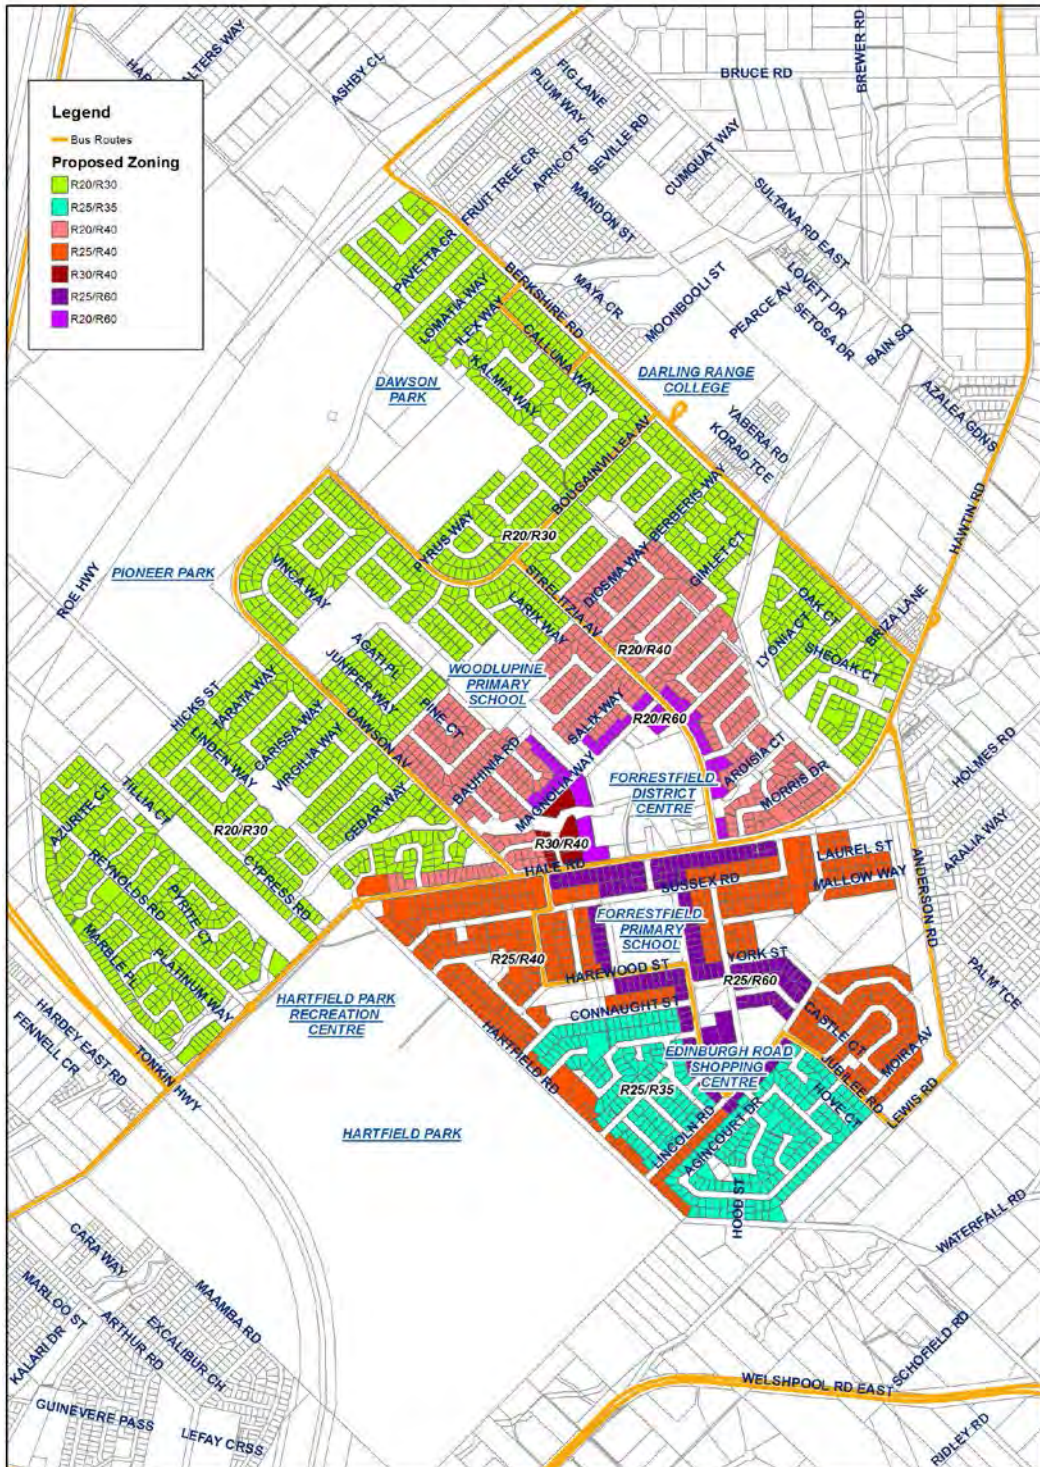 Legend
Bus Routes
Proposed Zoning
R20/R30
R25/R35
R20/R40
R25/R40
R30/R40
R25/R60
R20/R60
ALTERS WAY
ASHBY CL
FIG LANE
PLUM WAY
BRUCE RD
BREWER RD
APRICOT ST
SEVILLE RD
FRUIT TREE CR
CUMQUAT WAY
MANDON ST
SULTANA RD EAST
PAVETTA CR
BERKSHIRE RD
MAYA CR
LOVETT DR
LOMATIA WAY
ILEX WAY
MOONBOOLI ST
PEARCE AV
SETOSA DR
BAIN SQ
CALLUNA WAY
KALMIA WAY
DAWSON
PARK
DARLING RANGE
COLLEGE
AZALEA GDNS
YABERA RD
KORAD TCE
BOUGAINVILLEA AV
BERBERIS WAY
HAWTIN RD
PYRUS WAY
R20/R30
ROE HWY
PIONEER PARK
VINCA WAY
STRELITZIA AV
DIOSMA WAY
GIMLET CT
OAK CT
BRIZA LANE
LARIX WAY
LYONIA CT
SHEOAK CT
AGATI PL
JUNIPER WAY
WOODLUPINE
PRIMARY
SCHOOL
R20/R40
HICKS ST
TARATA WAY
PINE CT
SALIX WAY
R20/R60
CARISSA WAY
LINDEN WAY
VIRGILIA WAY
DAWSON AV
BAUHINIA RD
HOLMES RD
MAGNOLIA WAY
FORRESTFIELD
DISTRICT
CENTRE
ARDISIA CT
MORRIS DR
AZURITE CT
TILLIA CT
CEDAR WAY
R20/R30
R30/R40
HALE RD
LAUREL ST
ARALIA WAY
REYNOLDS RD
CYPRESS RD
SUSSEX RD
MALLOW WAY
ANDERSON RD
PYRITE CT
FORRESTFIELD
PRIMARY
SCHOOL
MARBLE PL
PLATINUM WAY
R25/R40
HAREWOOD ST
YORK ST
R25/R60
PALM TCE
HARTFIELD PARK
RECREATION
CENTRE
CONNAUGHT ST
CASTLE CT
HARDEY EAST RD
FENNELL CR
TONKIN HWY
HARTFIELD RD
EDINBURGH ROAD
SHOPPING
CENTRE
JUBILEE RD
MOIRA AV
R25/R35
HOVE CT
LEWIS RD
HARTFIELD PARK
LINCOLN RD
AGINCOURT DR
HOOD ST
WATERFALL RD
CARA WAY
MAAMBA RD
MARLOO ST
ARTHUR RD
EXCALIBUR CH
KALARI DR
SCHOFIELD RD
WELSHPOOL RD EAST
GUINEVERE PASS
LEFAY CRSS
RIDLEY RD